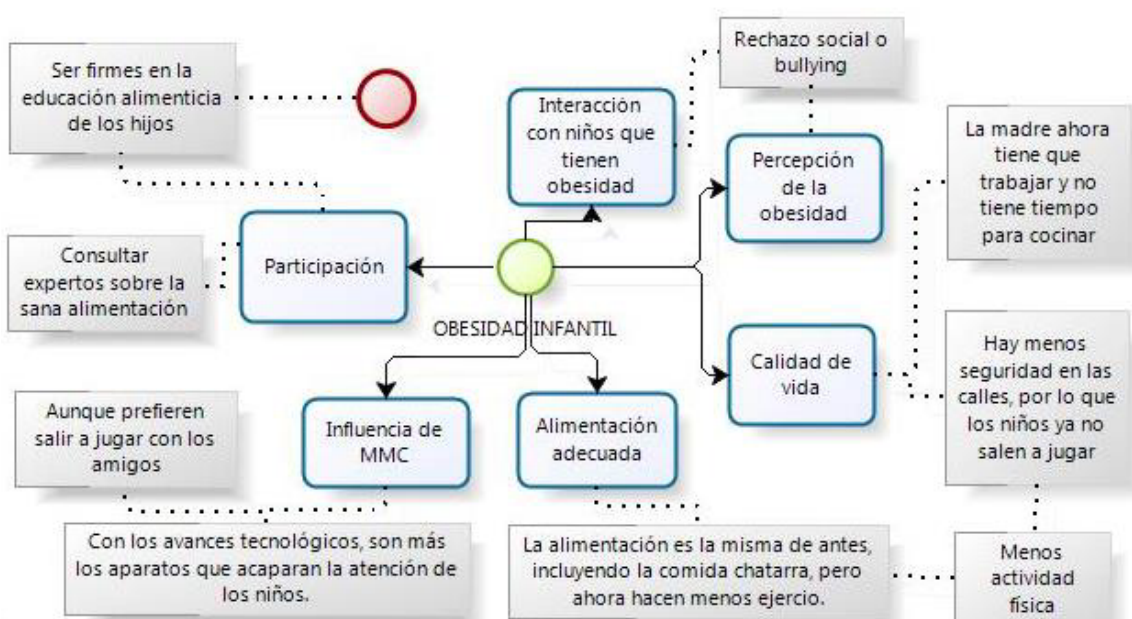 Ser firmes en la
educación alimenticia
de los hijos
Interacción
con niños que
tienen
obesidad
Rechazo social o
bullying
Percepción
de la
obesidad
La madre ahora
tiene que
trabajar y no
tiene tiempo
para cocinar
Consultar
expertos sobre la
sana alimentación
Participación
OBESIDAD INFANTIL
Calidad de
vida
Hay menos
seguridad en las
calles, por lo que
los niños ya no
salen a jugar
Aunque prefieren
salir a jugar con los
amigos
Influencia de
MMC
Alimentación
adecuada
Con los avances tecnológicos, son más
los aparatos que acaparan la atención de
los niños.
La alimentación es la misma de antes,
incluyendo la comida chatarra, pero
ahora hacen menos ejercio.
Menos
actividad
física